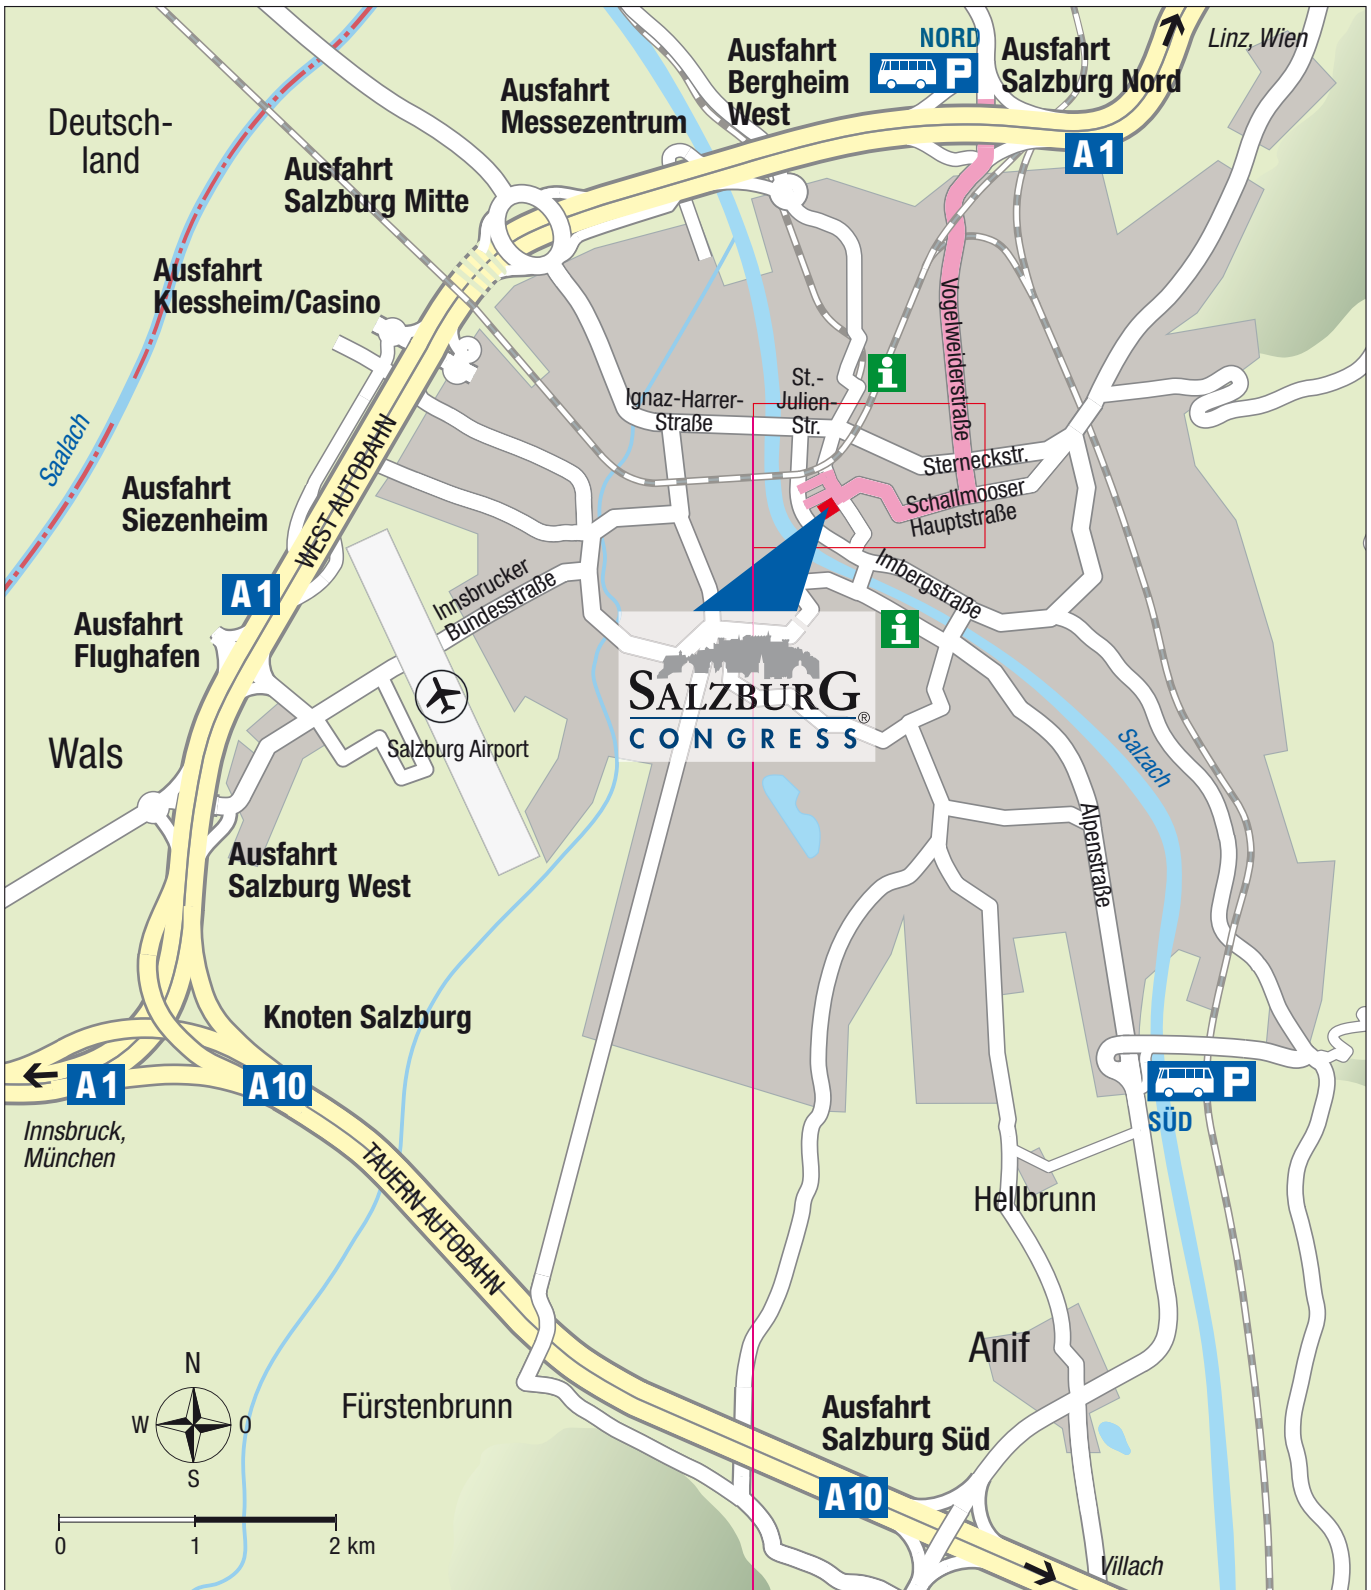 NORD
P
Linz, Wien
Ausfahrt
Salzburg Nord
Ausfahrt
Bergheim
West
Ausfahrt
Messezentrum
Deutsch-
land
A 1
Ausfahrt
Salzburg Mitte
Ausfahrt
Klessheim/Casino
Vogelweiderstraße
i
St.-
Julien-
Str.
Ignaz-Harrer-
Straße
Saalach
WEST AUTOBAHN
Sterneckstr.
Schallmooser
Hauptstraße
Ausfahrt
Siezenheim
A 1
Innsbrucker
Bundesstraße
Imbergstraße
i
Ausfahrt
Flughafen
SALZBURG
®
CONGRESS
Salzburg Airport
Wals
Salzach
Alpenstraße
Ausfahrt
Salzburg West
Knoten Salzburg
A 1
A10
Innsbruck,
München
P
SÜD
TAUERN AUTOBAHN
Hellbrunn
Anif
Fürstenbrunn
N
W
O
S
Ausfahrt
Salzburg Süd
A10
0
1
2 km
Villach